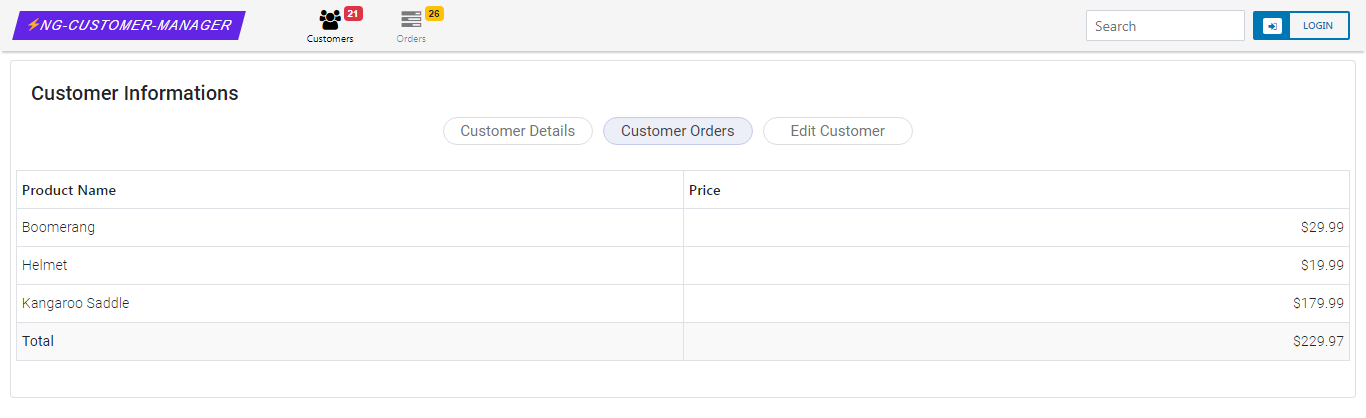 ⚡NG-CUSTOMER-MANAGER
21
Customers
26
Orders
Search
LOGIN
Customer Informations
Customer Details Customer Orders Edit Customer
Product Name Price
Boomerang $29.99
Helmet $19.99
Kangaroo Saddle $179.99
Total $229.97